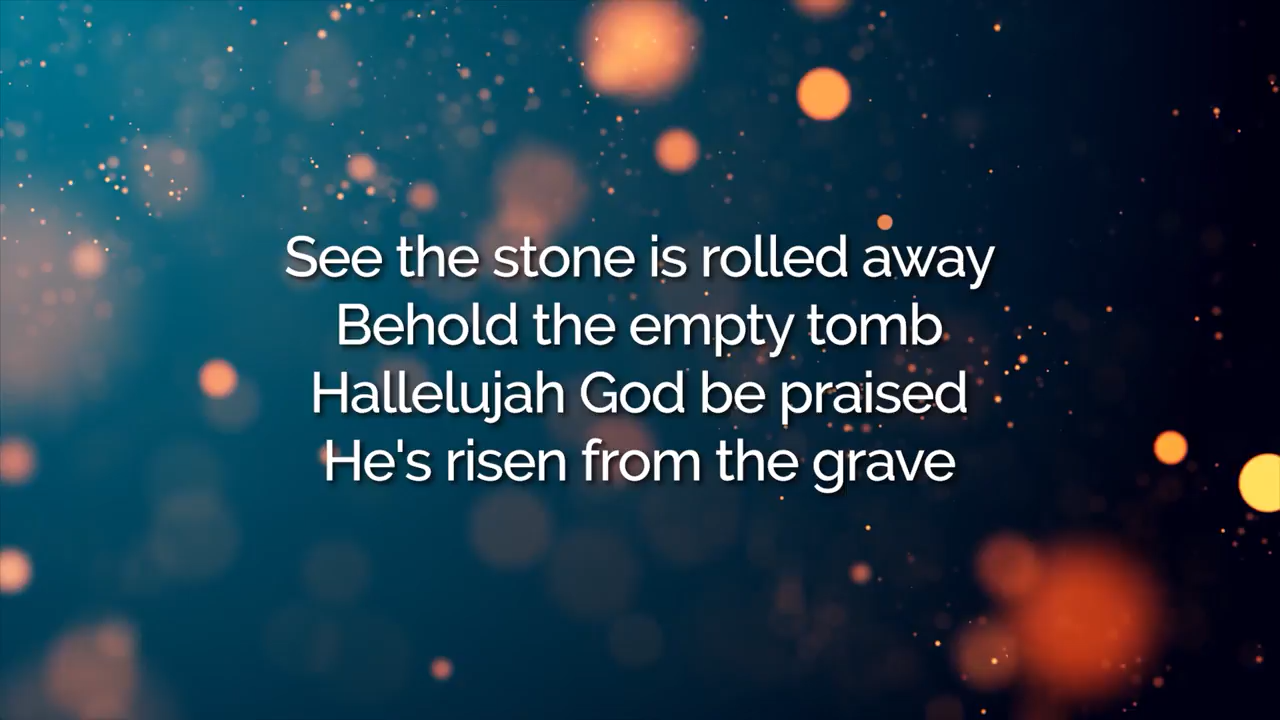 See the stone is rolled away
Behold the empty tomb
Hallelujah God be praised
He's risen from the grave